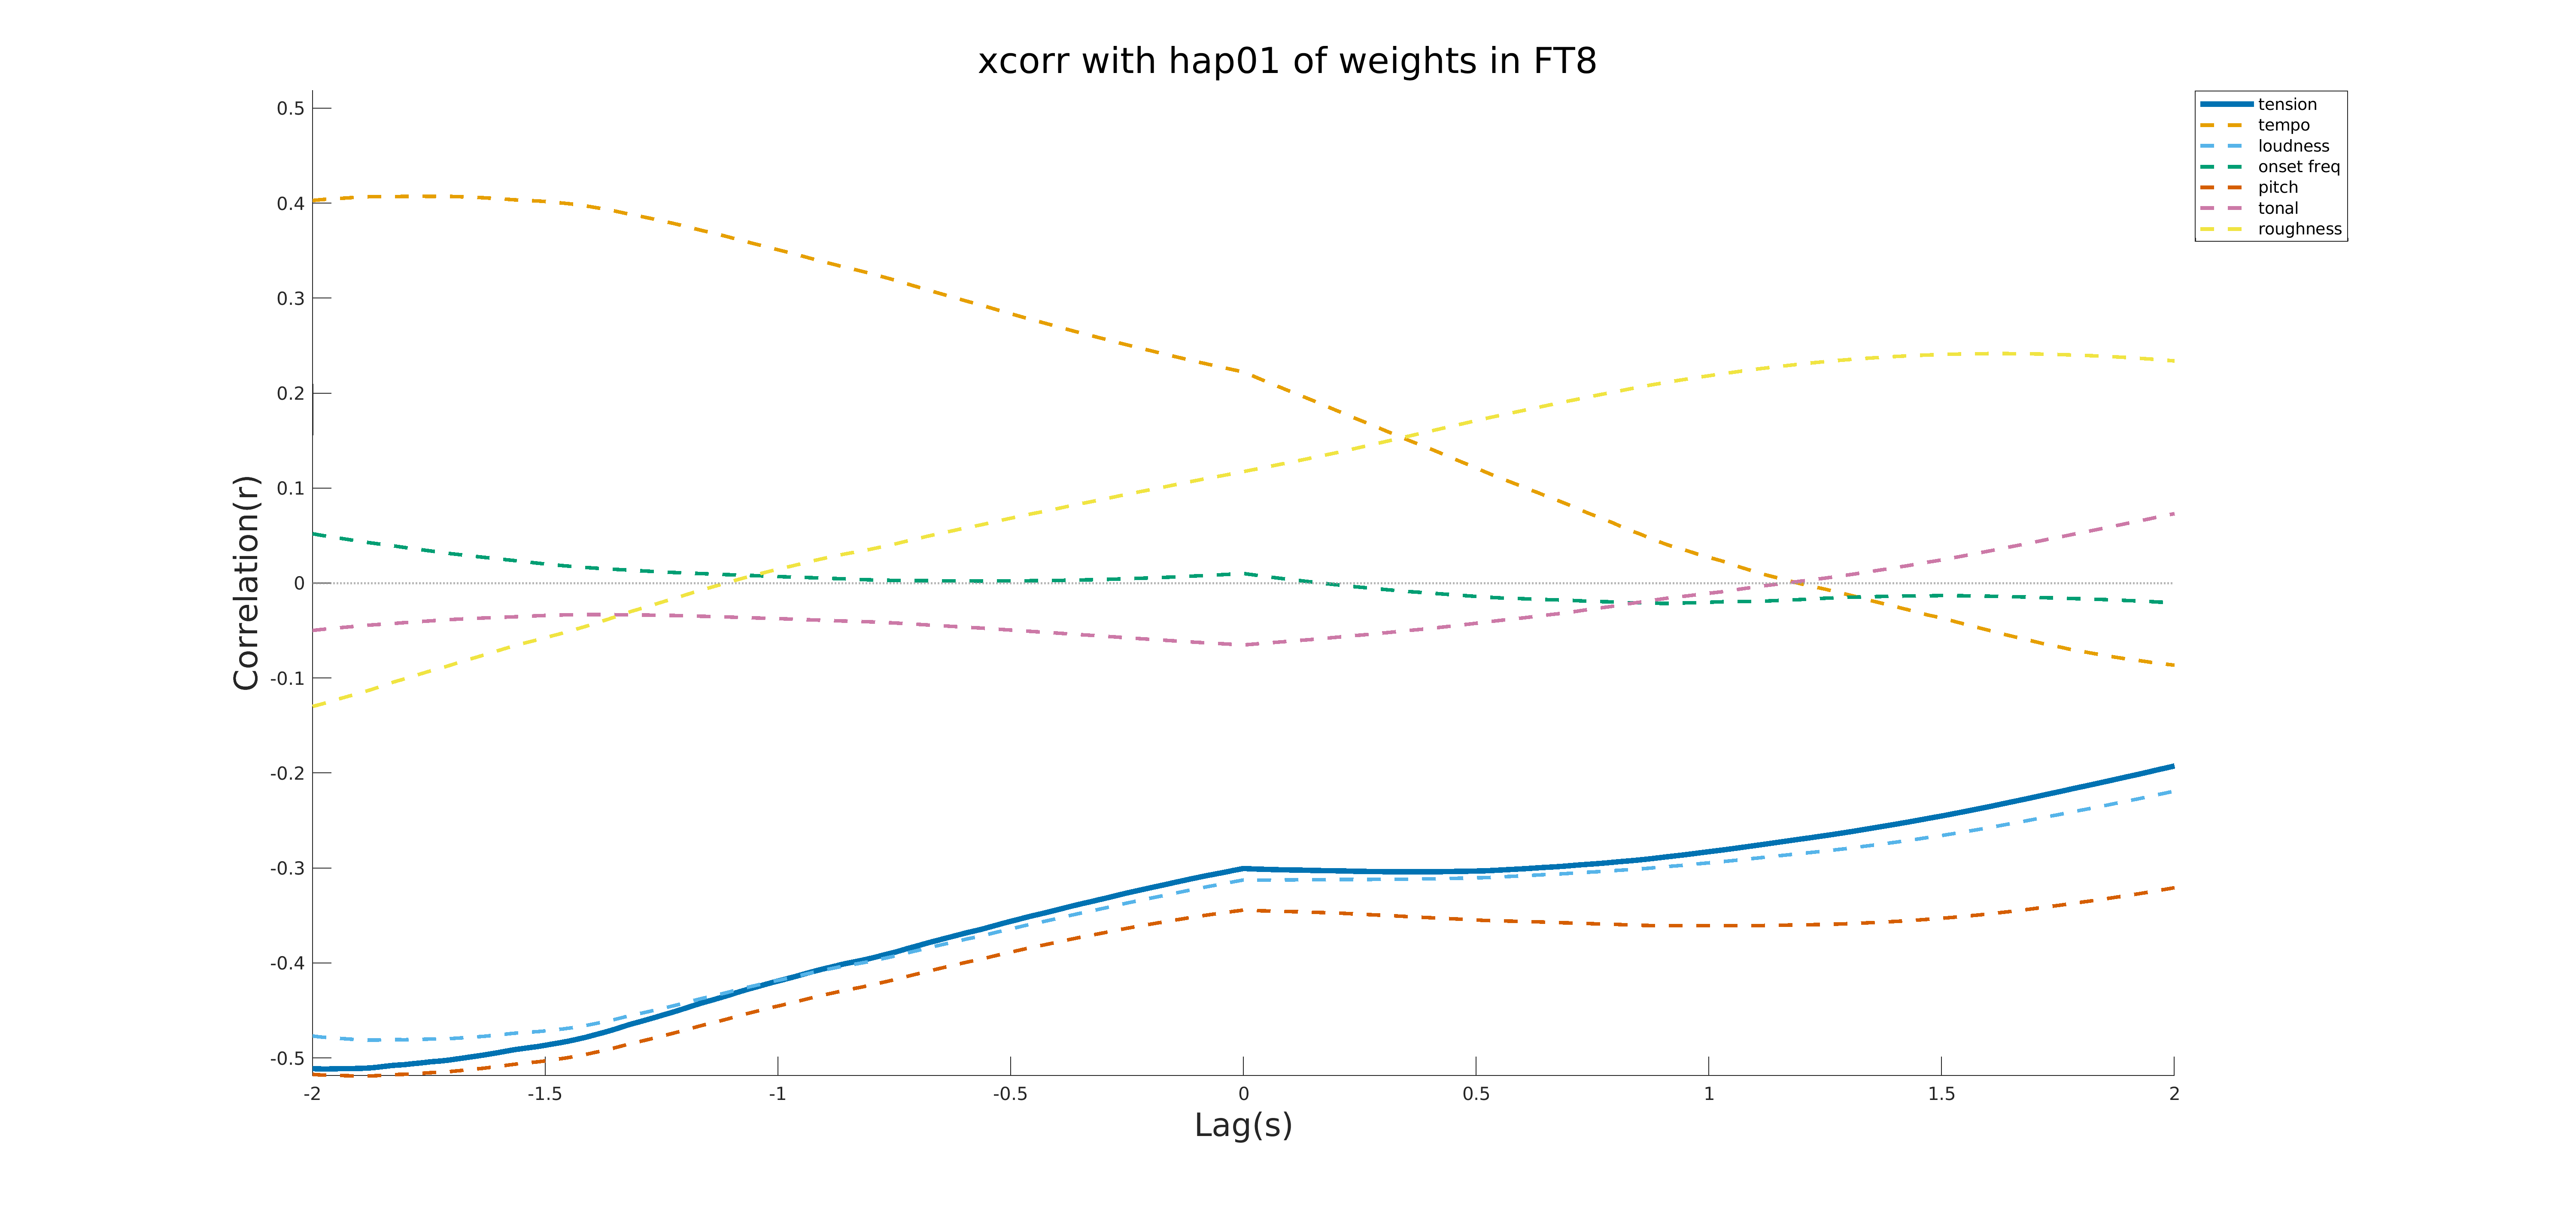 xcorr with hap01 of weights in FT8
tension
tempo
loudness
onset freq
pitch
tonal
roughness
Correlation(r)
0.5
0.4
0.3
0.2
0.1
0
-0.1
-0.2
-0.3
-0.4
-0.5
-2 -1.5 -1 -0.5 0 0.5 1 1.5 2
Lag(s)